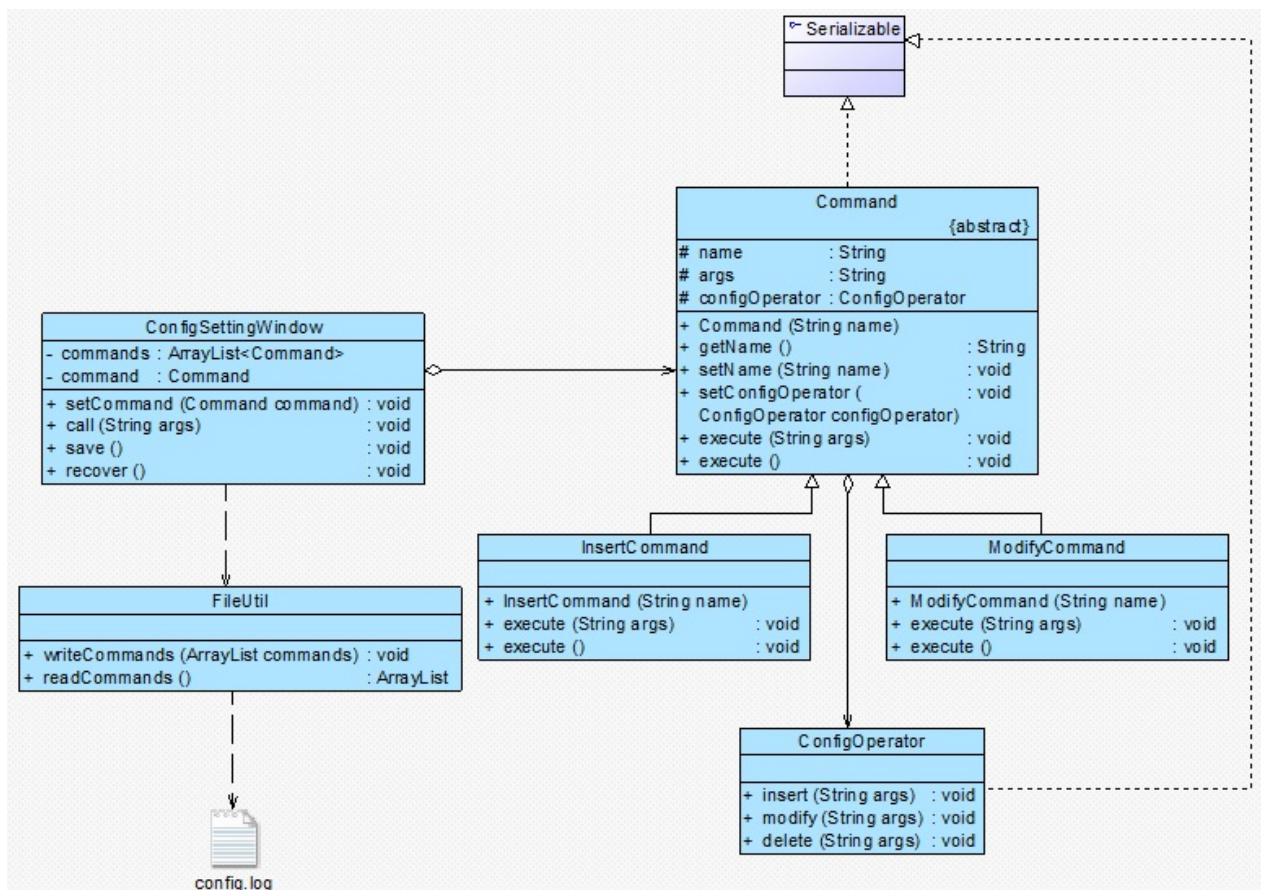 Serializable
Command
{abstract}
# name : String
# args : String
# configOperator : ConfigOperator
+ Command (String name)
+ getName () : String
+ setName (String name) : void
+ setConfigOperator ( : void
ConfigOperator configOperator)
+ execute (String args) : void
+ execute () : void
ConfigSettingWindow
- commands : ArrayList<Command>
- command : Command
+ setCommand (Command command) : void
+ call (String args) : void
+ save () : void
+ recover () : void
InsertCommand
+ InsertCommand (String name)
+ execute (String args) : void
+ execute () : void
ModifyCommand
+ ModifyCommand (String name)
+ execute (String args) : void
+ execute () : void
FileUtil
+ writeCommands (ArrayList commands) : void
+ readCommands () : ArrayList
ConfigOperator
+ insert (String args) : void
+ modify (String args) : void
+ delete (String args) : void
config.log